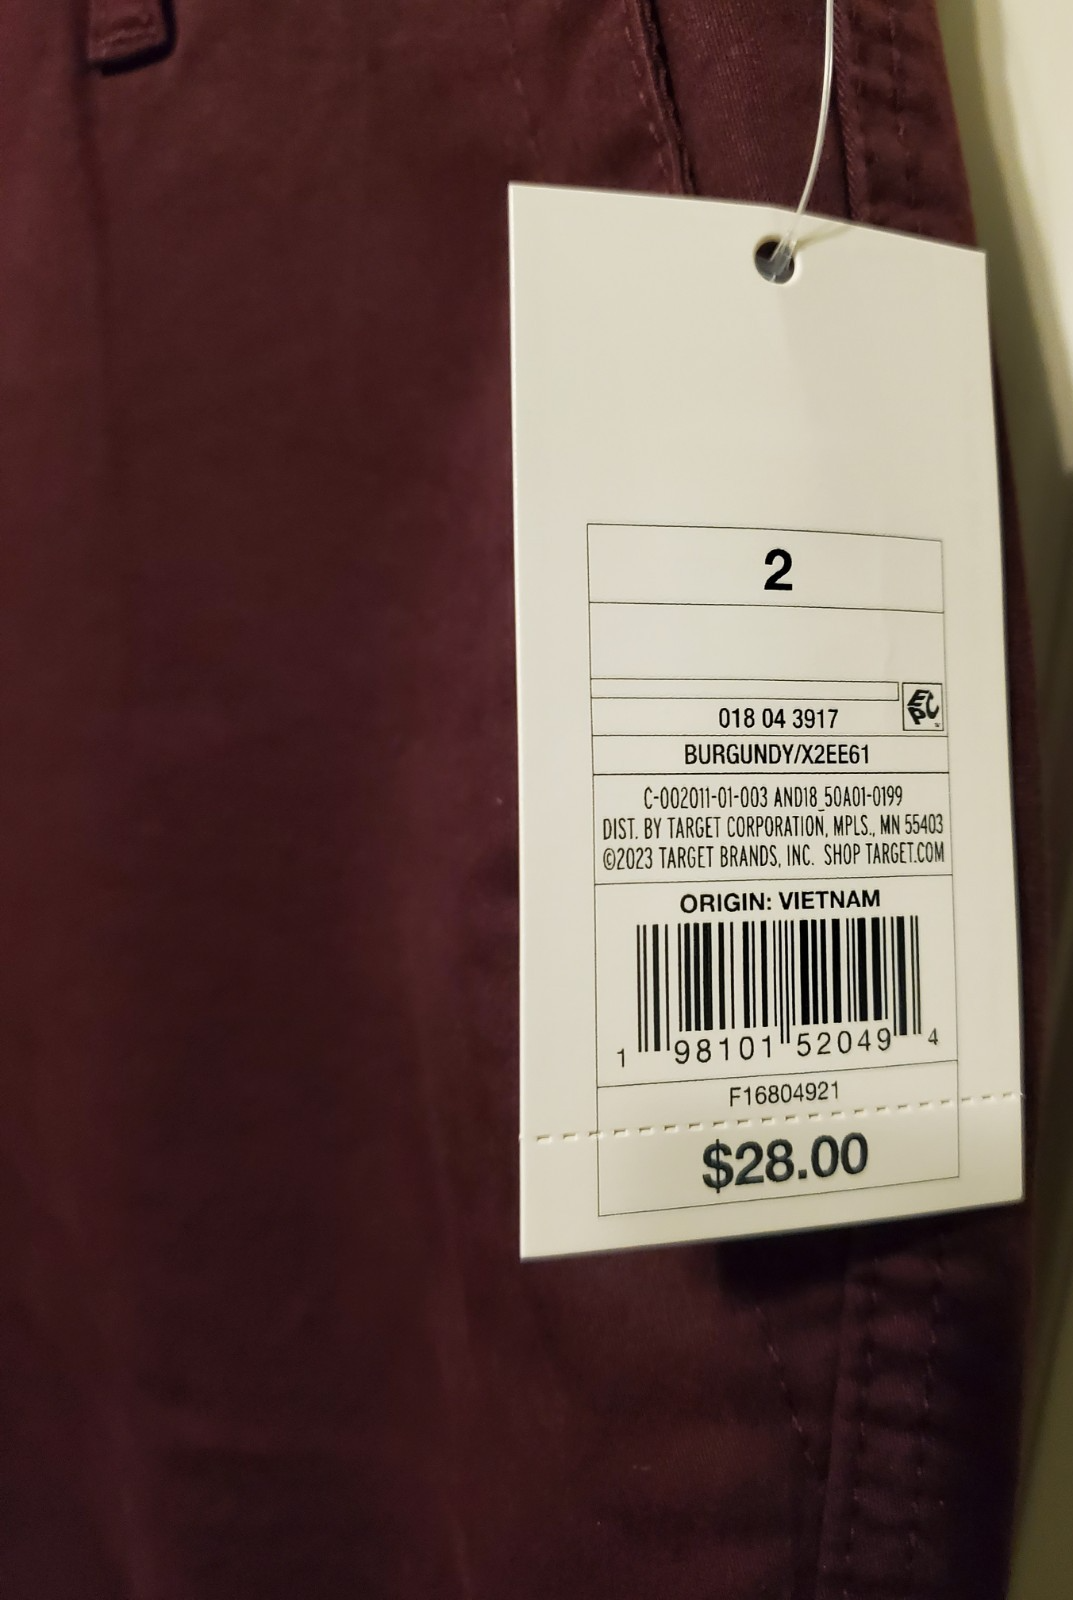 2
EPC
018 04 3917
BURGUNDY/X2EE61
C-002011-01-003 AND18_50A01-0199
DIST. BY TARGET CORPORATION, MPLS., MN 55403
©2023 TARGET BRANDS, INC. SHOP TARGET.COM
ORIGIN: VIETNAM
1 98101 52049 4
F16804921
$28.00